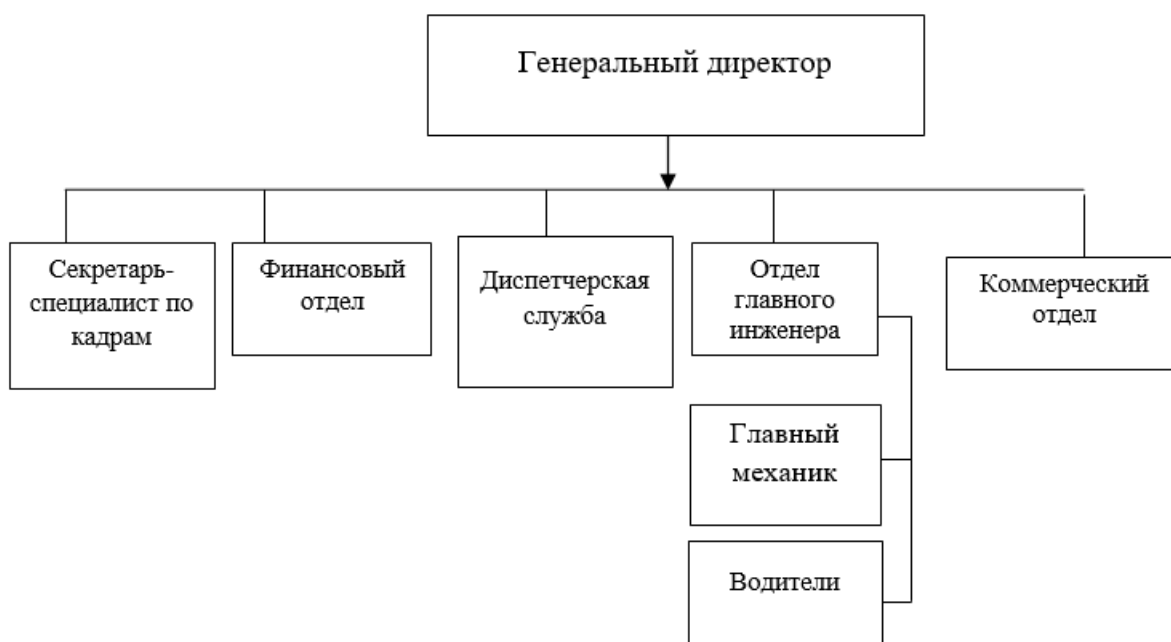 Генеральный директор
Секретарь-
специалист по
кадрам
Финансовый
отдел
Диспетчерская
служба
Отдел
главного
инженера
Коммерческий
отдел
Главный
механик
Водители